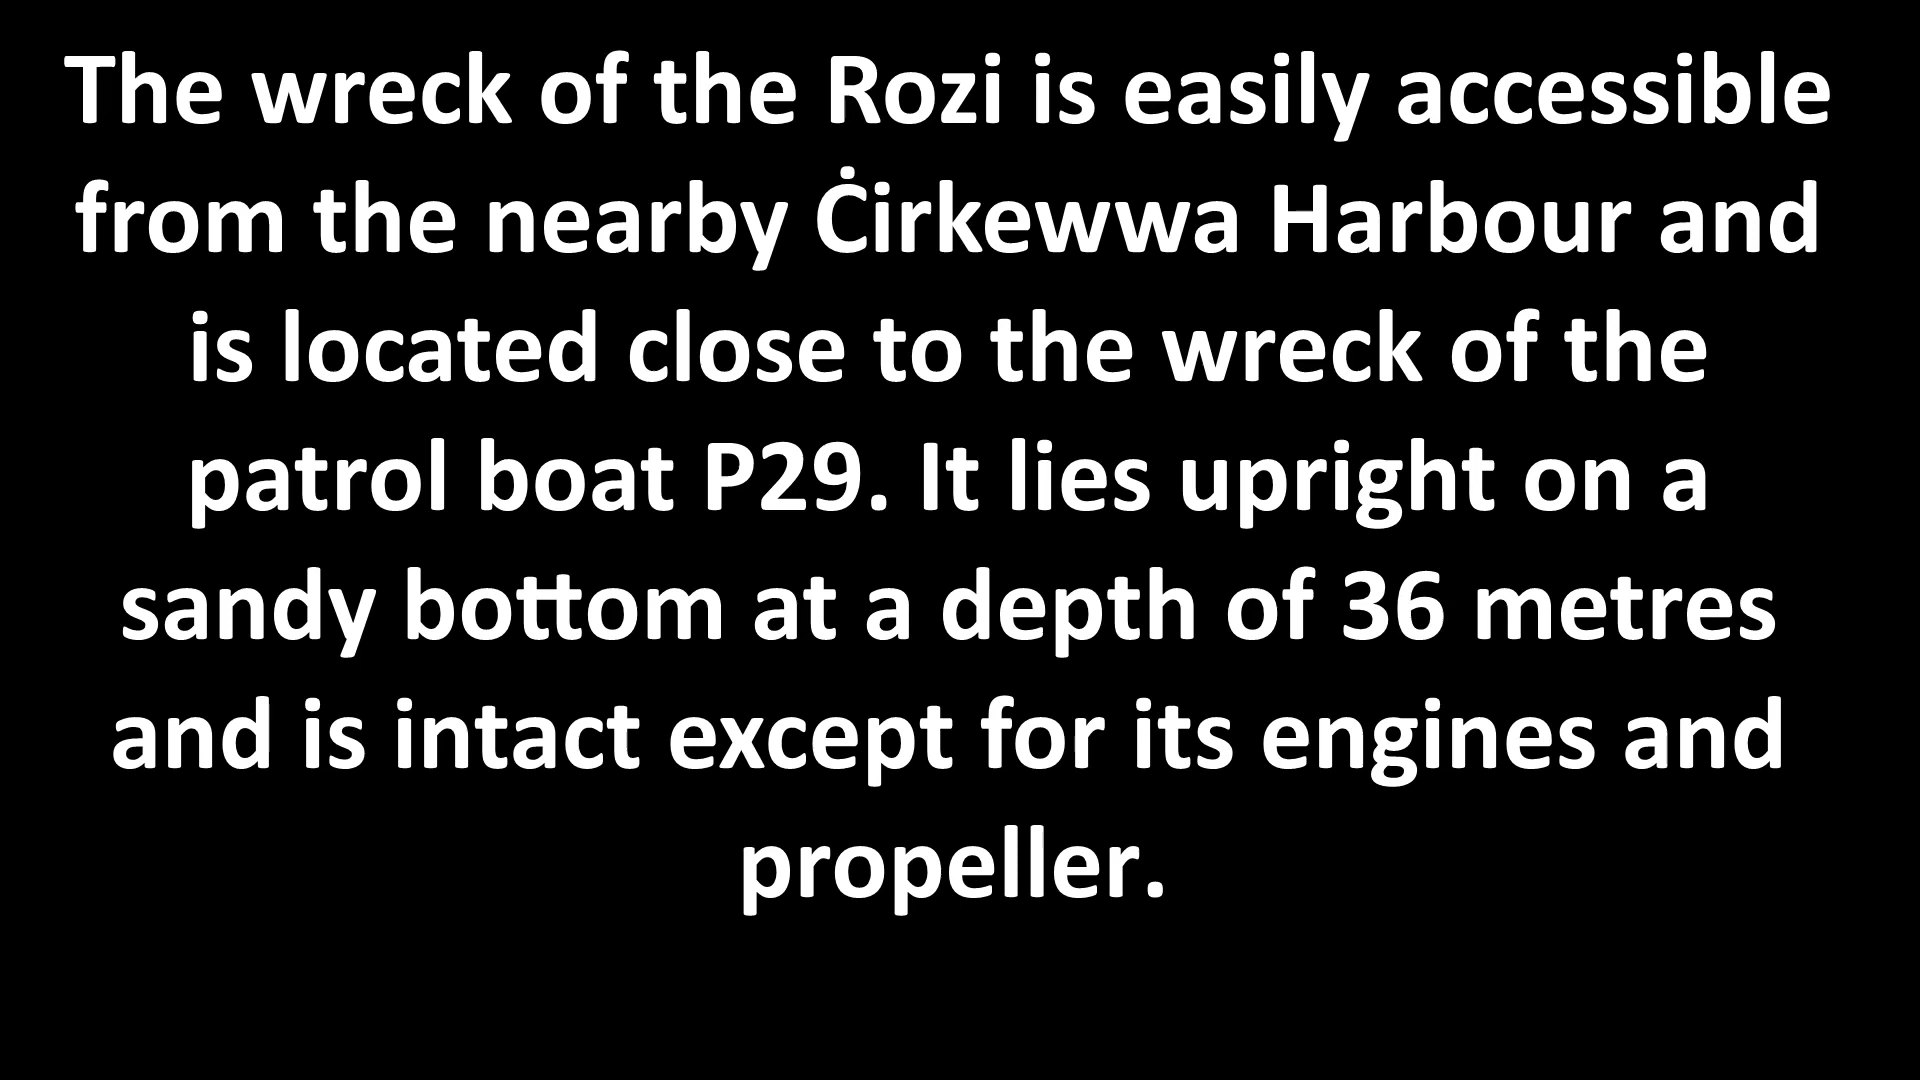 The wreck of the Rozi is easily accessible
from the nearby Ċirkewwa Harbour and
is located close to the wreck of the
patrol boat P29. It lies upright on a
sandy bottom at a depth of 36 metres
and is intact except for its engines and
propeller.